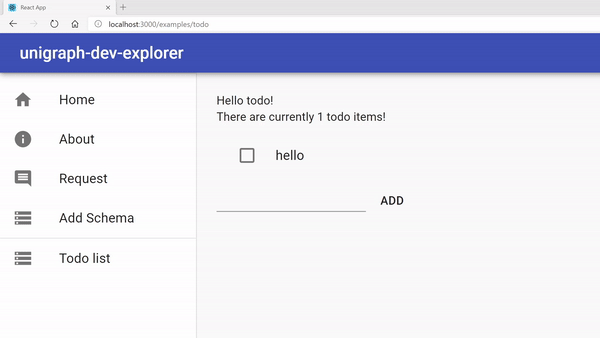 React App
localhost:3000/examples/todo
unigraph-dev-explorer
Home
About
Request
Add Schema
Todo list
Hello todo!
There are currently 1 todo items!
hello
ADD